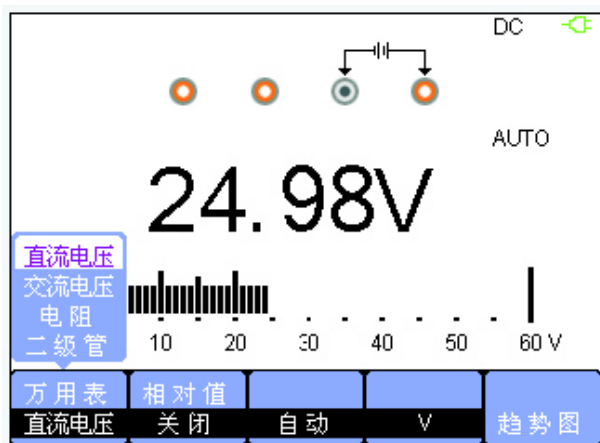 DC
AUTO
24.98V
直流电压
交流电压
电阻
二级管
10 20 30 40 50 60 V
万用表 相对值
直流电压 关闭 自动 V 趋势图